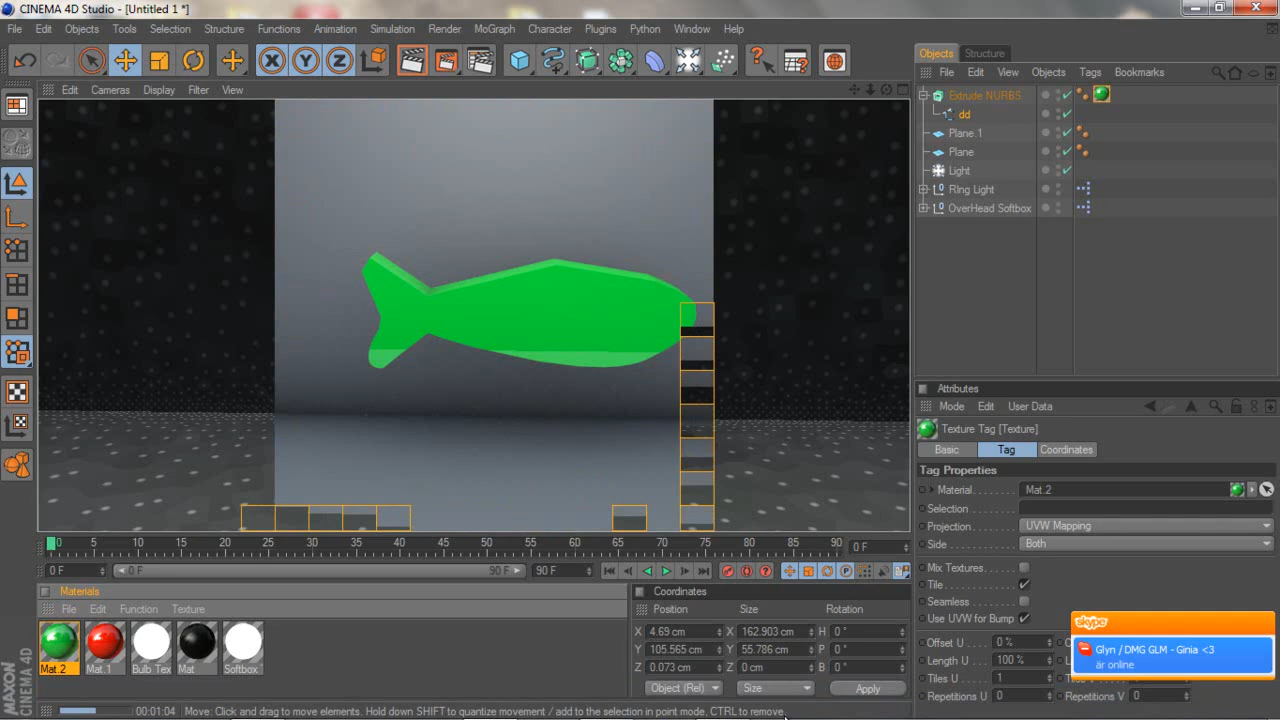 CINEMA 4D Studio - [Untitled 1 *]
File Edit Objects Tools Selection Structure Functions Animation Simulation Render MoGraph Character Plugins Python Window Help
Objects Structure
File Edit View Objects Tags Bookmarks
Edit Cameras Display Filter View
Extrude NURBS
dd
Plane.1
Plane
Light
RIng Light
OverHead Softbox
Attributes
Mode Edit User Data
Texture Tag [Texture]
Basic Tag Coordinates
Tag Properties
Material Mat.2
Selection
Projection UVW Mapping
Side Both
Mix Textures
Tile
Seamless
Use UVW for Bump
Offset U 0 %
Length U 100 %
Tiles U 1
Repetitions U 0 Repetitions V 0
skype
Glyn / DMG GLM - Ginia <3
är online
0 5 10 15 20 25 30 35 40 45 50 55 60 65 70 75 80 85 90 0 F
0 F 0 F 90 F 90 F
Materials
File Edit Function Texture
Mat.2 Mat.1 Bulb Tex Mat Softbox
Coordinates
Position Size Rotation
X 4.69 cm X 162.903 cm H 0 °
Y 105.565 cm Y 55.786 cm P 0 °
Z 0.073 cm Z 0 cm B 0 °
Object (Rel) Size Apply
MAXON CINEMA 4D
00:01:04 Move: Click and drag to move elements. Hold down SHIFT to quantize movement / add to the selection in point mode, CTRL to remove.